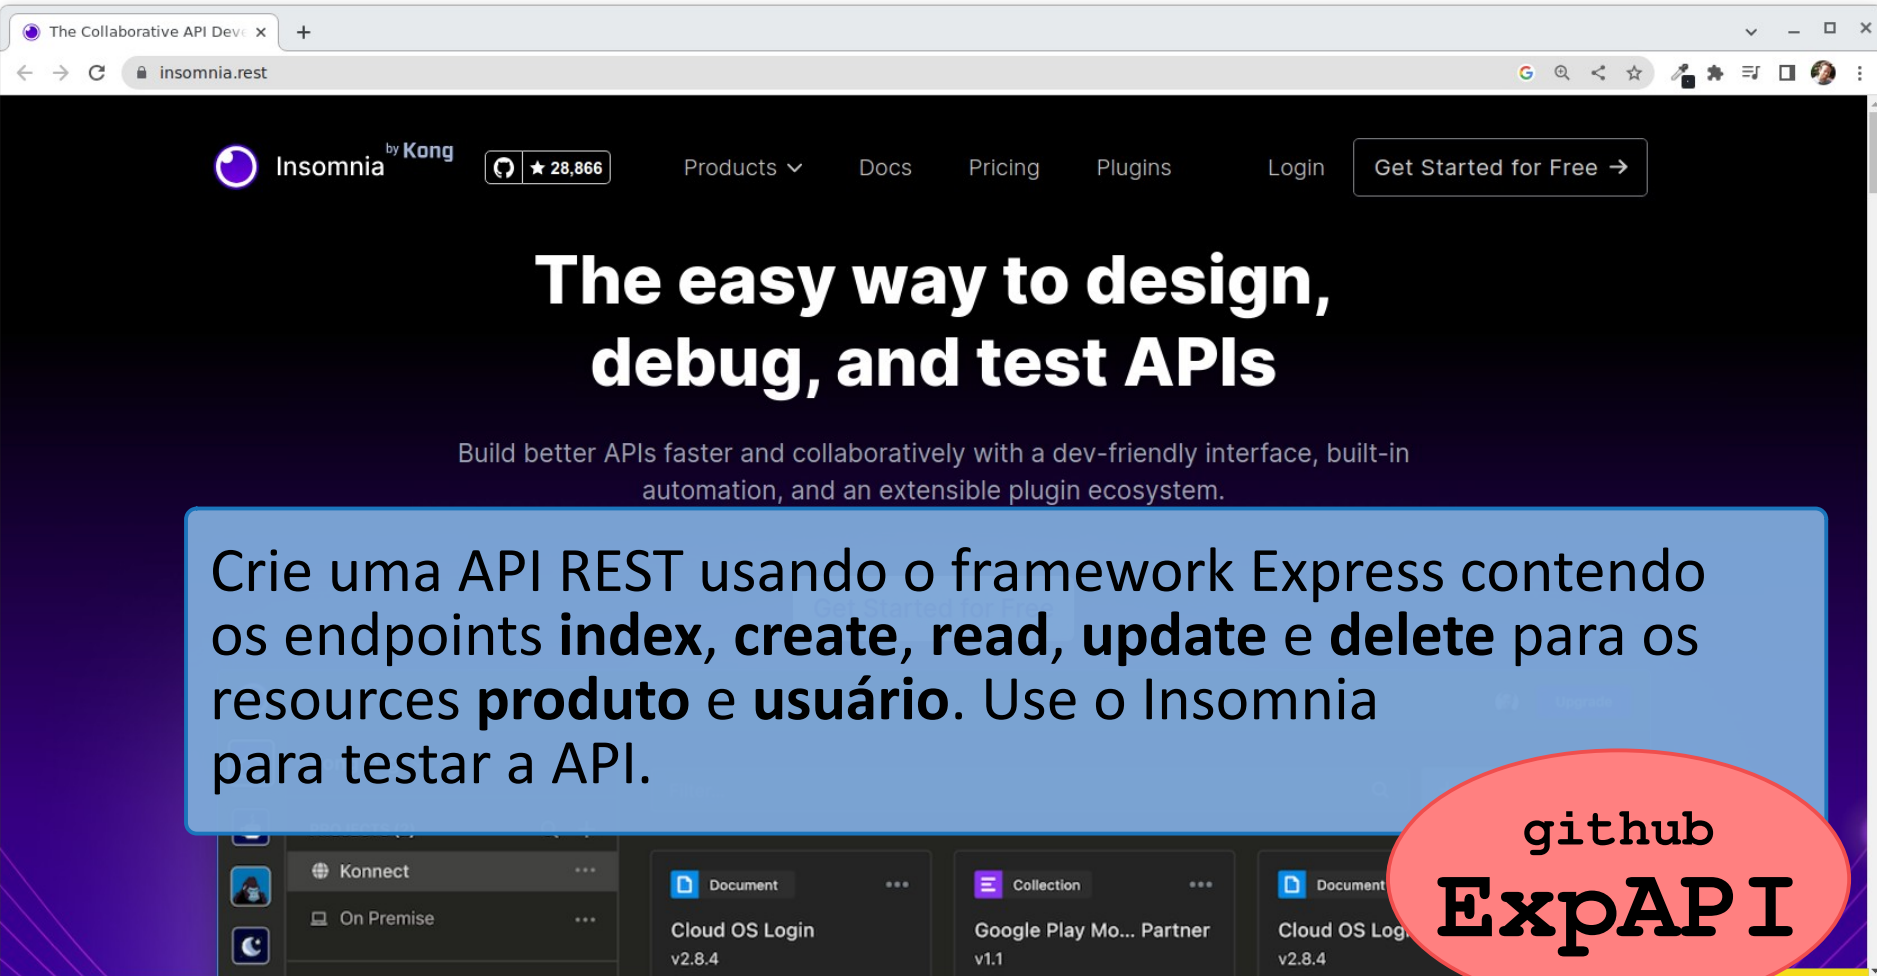 The Collaborative API Deve
insomnia.rest
Insomnia by Kong
28,866
Products
Docs
Pricing
Plugins
Login
Get Started for Free →
The easy way to design,
debug, and test APIs
Build better APIs faster and collaboratively with a dev-friendly interface, built-in
automation, and an extensible plugin ecosystem.
Crie uma API REST usando o framework Express contendo
Get Started for Free
os endpoints index, create, read, update e delete para os
resources produto e usuário. Use o Insomnia
Upgrade
para testar a API.
github
ExpAPI
Konnect
On Premise
Document
Cloud OS Login
v2.8.4
Collection
Google Play Mo... Partner
v1.1
Document
Cloud OS Log
v2.8.4